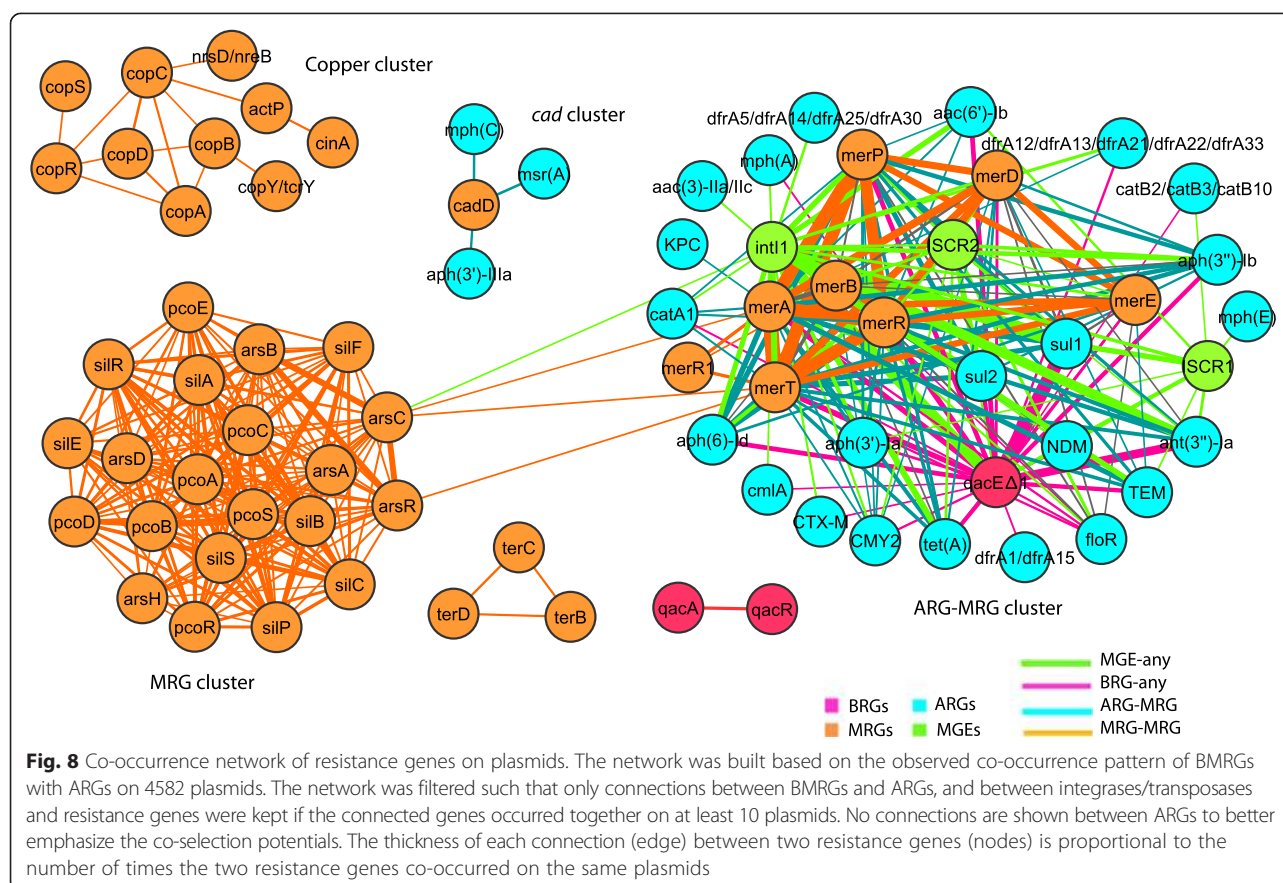 nrsD/nreB
Copper cluster
copC
copS
actP
cinA
copD
copB
copR
copY/tcrY
copA
cad cluster
mph(C)
msr(A)
cadD
aph(3')-IIIa
dfrA5/dfrA14/dfrA25/dfrA30
aac(6')-Ib
dfrA12/dfrA13/dfrA21/dfrA22/dfrA33
mph(A)
merP
merD
aac(3)-IIa/IIc
catB2/catB3/catB10
KPC
intI1
ISCR2
aph(3")-Ib
merB
merE
catA1
merA
merR
mph(E)
sul1
merR1
merT
sul2
ISCR1
aph(6)-Id
aph(3')-Ia
NDM
ant(3")-Ia
cmlA
qacEΔ1
TEM
CTX-M
CMY2
tet(A)
dfrA1/dfrA15
floR
ARG-MRG cluster
pcoE
silR
arsB
silF
silA
arsC
silE
pcoC
arsD
arsA
pcoA
arsR
pcoD
pcoB
pcoS
silB
silS
silC
arsH
pcoR
silP
MRG cluster
terC
terD
terB
qacA
qacR
BRGs
ARGs
MRGs
MGEs
MGE-any
BRG-any
ARG-MRG
MRG-MRG
Fig. 8 Co-occurrence network of resistance genes on plasmids. The network was built based on the observed co-occurrence pattern of BMRGs
with ARGs on 4582 plasmids. The network was filtered such that only connections between BMRGs and ARGs, and between integrases/transposases
and resistance genes were kept if the connected genes occurred together on at least 10 plasmids. No connections are shown between ARGs to better
emphasize the co-selection potentials. The thickness of each connection (edge) between two resistance genes (nodes) is proportional to the
number of times the two resistance genes co-occurred on the same plasmids